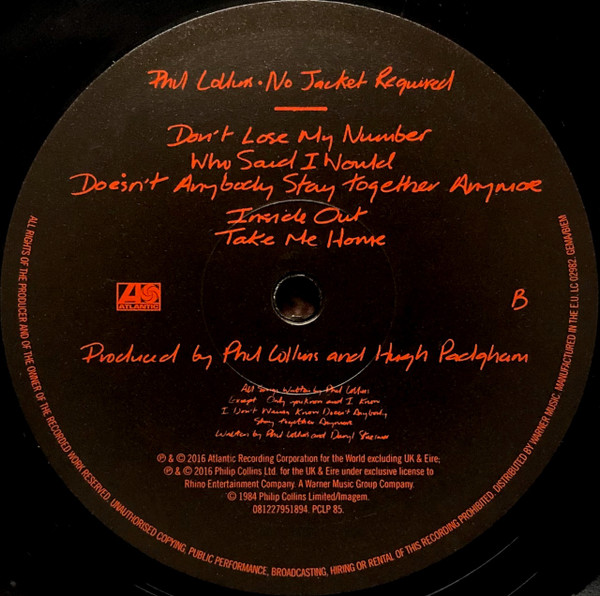 Phil Collins · No Jacket Required
Don't Lose My Number
Who Said I Would
Doesn't Anybody Stay Together Anymore
Inside Out
Take Me Home
ATLANTIC
B
Produced by Phil Collins and Hugh Padgham
All Songs Written by Phil Collins
Except Only you know and I Know
I Don't Wanna Know Doesn't Anybody
Stay Together Anymore
Written by Phil Collins and Daryl Stuermer
℗ & © 2016 Atlantic Recording Corporation for the World excluding UK & Eire;
℗ & © 2016 Philip Collins Ltd. for the UK & Eire under exclusive license to
Rhino Entertainment Company. A Warner Music Group Company.
© 1984 Philip Collins Limited/Imagem.
081227951894. PCLP 85.
ALL RIGHTS OF THE PRODUCER AND OF THE OWNER OF THE RECORDED WORK RESERVED. UNAUTHORISED COPYING, PUBLIC PERFORMANCE, BROADCASTING, HIRING OR RENTAL OF THIS RECORDING PROHIBITED. DISTRIBUTED BY WARNER MUSIC. MANUFACTURED IN THE E.U. LC 02982. GEMA/BIEM